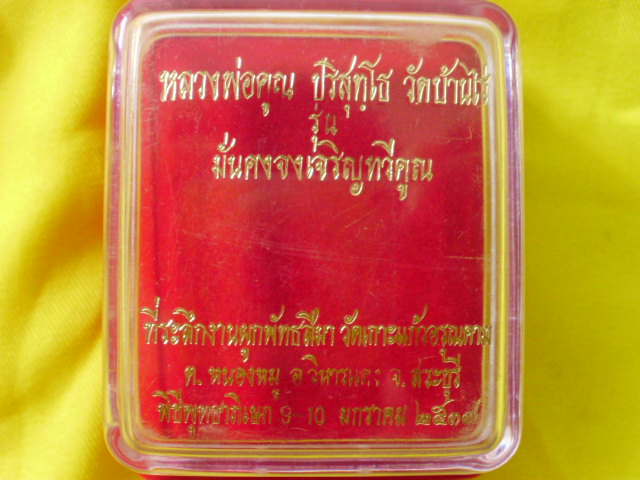 หลวงพ่อคูณ ปริสุทฺโธ วัดบ้านไร่
รุ่น
มั่นคงจงเจริญทวีคูณ
ที่ระลึกงานผูกพัทธสีมา วัดเกาะแก้วอรุณคาม
ต. หนองหมู อ วิหารแดง จ. สระบุรี
พิธีพุทธาภิเษก 9 10 มกราคม ๒๕๓๗